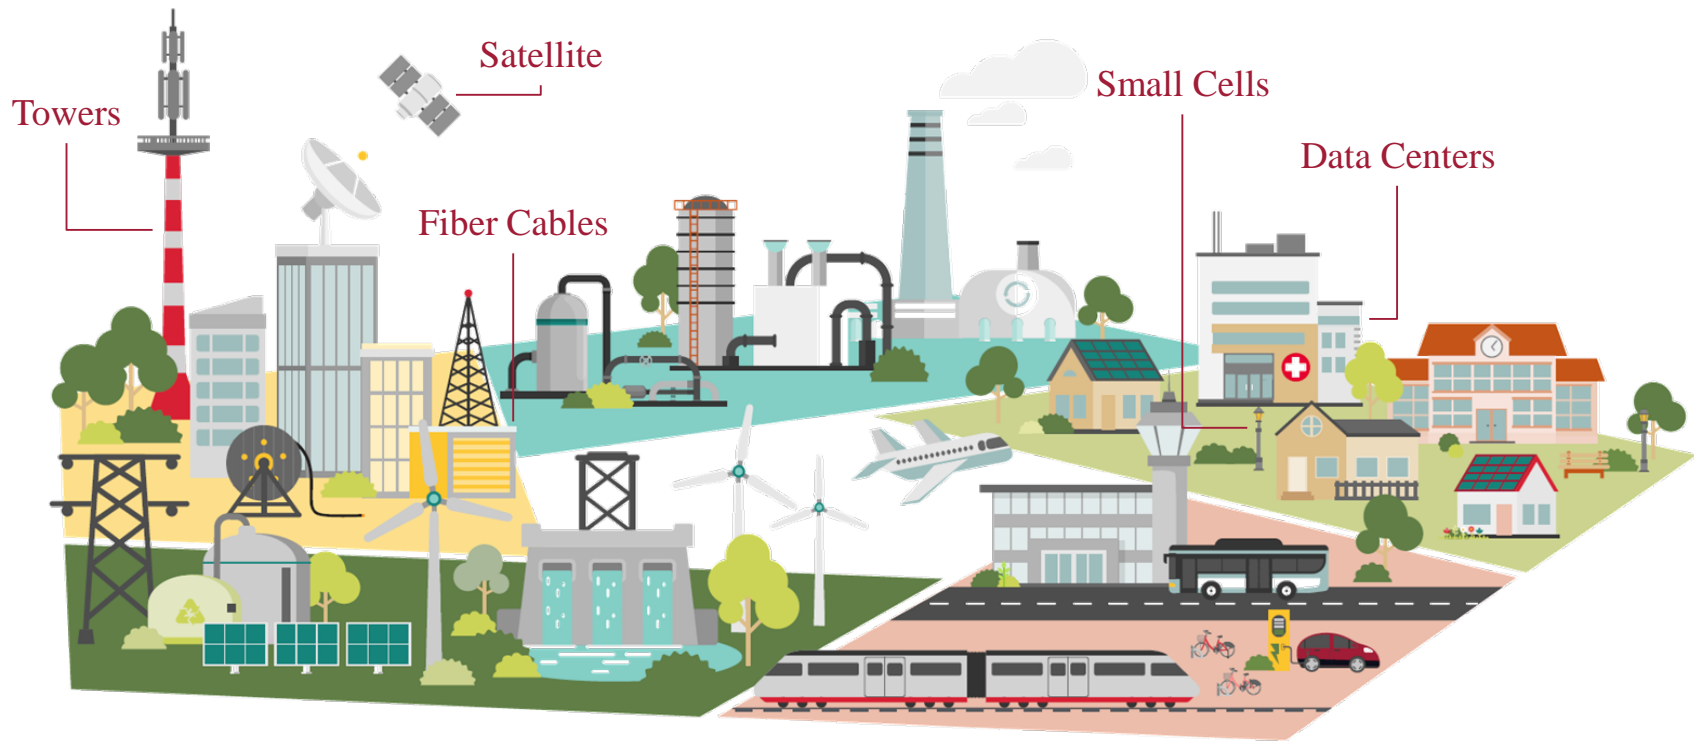 Satellite
Small Cells
Towers
Data Centers
Fiber Cables